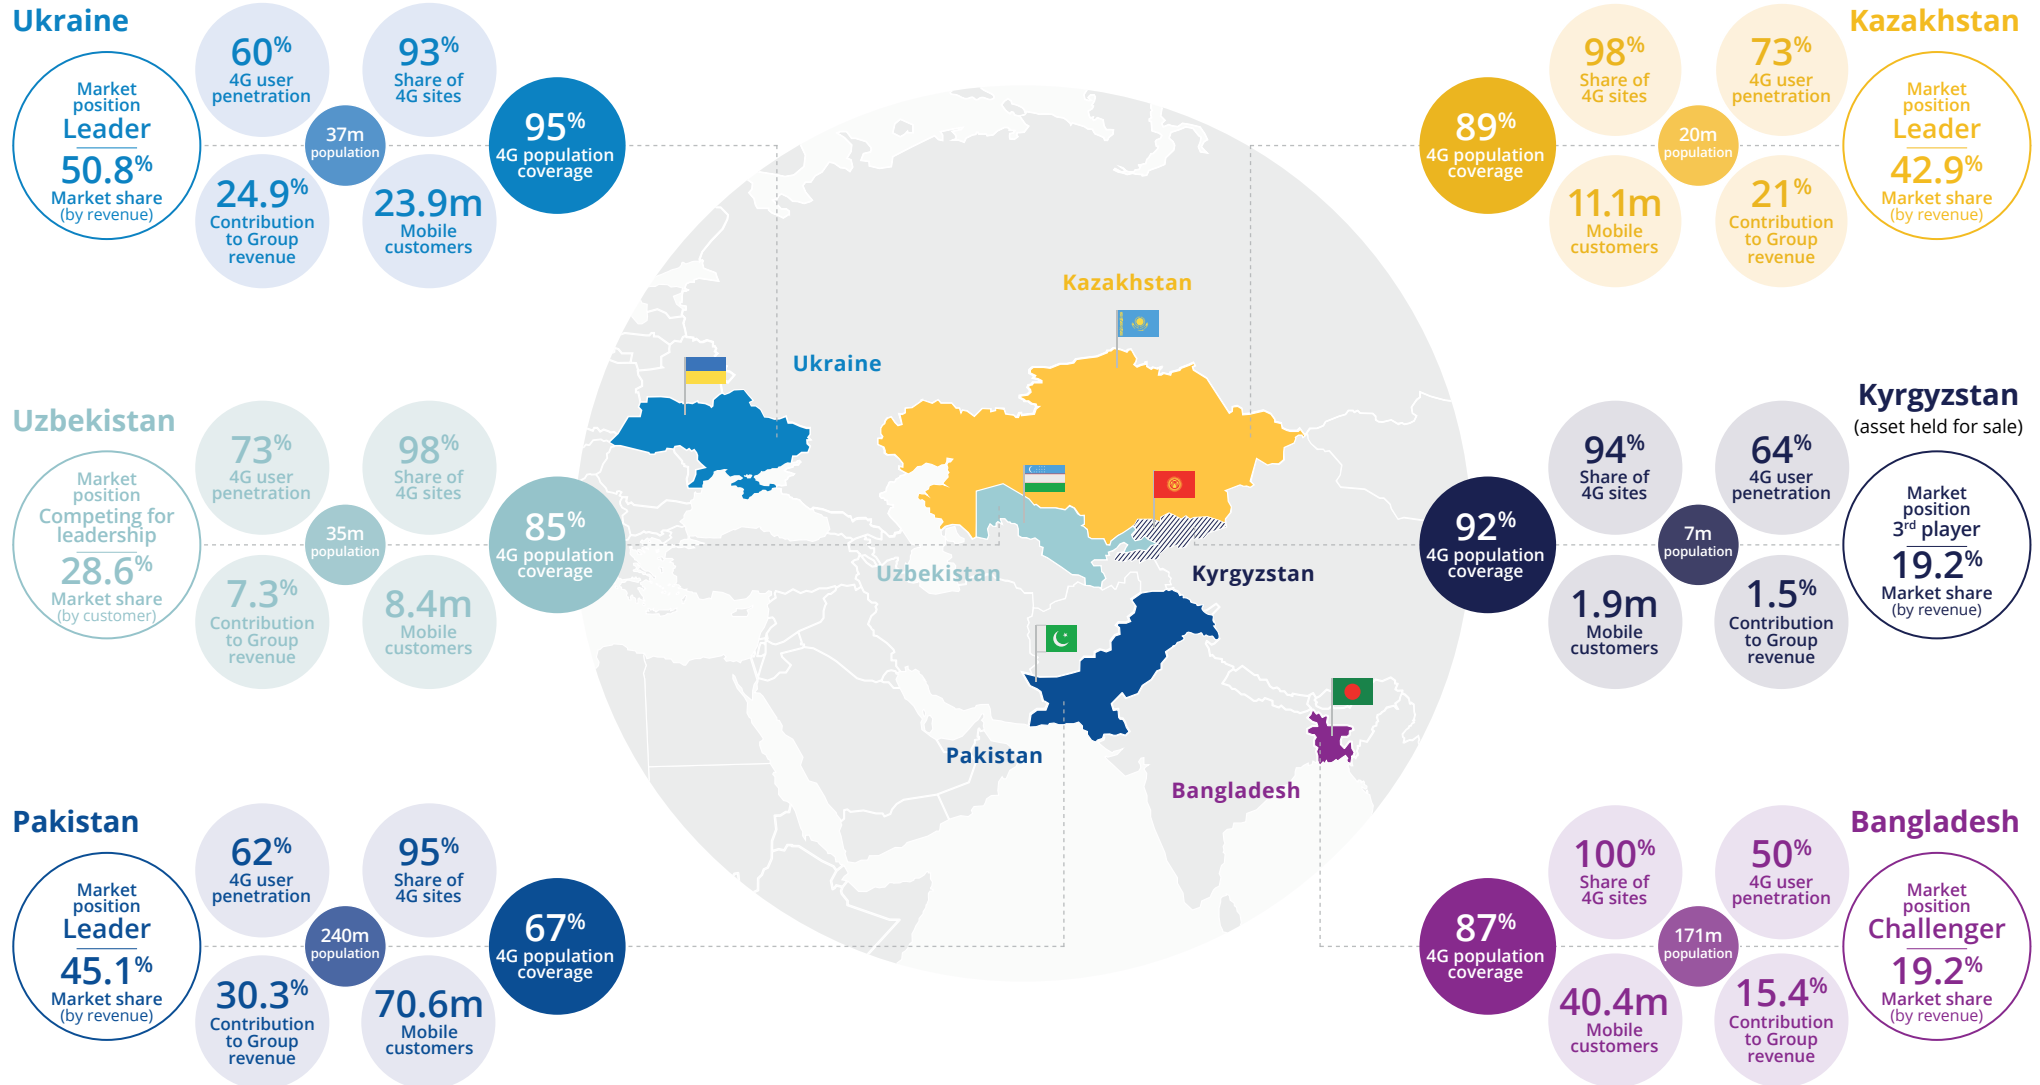 Ukraine
Market
position
Leader
50.8%
Market share
(by revenue)
60%
4G user
penetration
93%
Share of
4G sites
37m
population
24.9%
Contribution
to Group
revenue
23.9m
Mobile
customers
95%
4G population
coverage
Kazakhstan
89%
4G population
coverage
98%
Share of
4G sites
73%
4G user
penetration
20m
population
11.1m
Mobile
customers
21%
Contribution
to Group
revenue
Market
position
Leader
42.9%
Market share
(by revenue)
Uzbekistan
Market
position
Competing for
leadership
28.6%
Market share
(by customer)
73%
4G user
penetration
98%
Share of
4G sites
35m
population
7.3%
Contribution
to Group
revenue
8.4m
Mobile
customers
85%
4G population
coverage
Kazakhstan
Ukraine
Uzbekistan
Kyrgyzstan
Pakistan
Bangladesh
Kyrgyzstan
(asset held for sale)
92%
4G population
coverage
94%
Share of
4G sites
64%
4G user
penetration
7m
population
1.9m
Mobile
customers
1.5%
Contribution
to Group
revenue
Market
position
3rd player
19.2%
Market share
(by revenue)
Pakistan
Market
position
Leader
45.1%
Market share
(by revenue)
62%
4G user
penetration
95%
Share of
4G sites
240m
population
30.3%
Contribution
to Group
revenue
70.6m
Mobile
customers
67%
4G population
coverage
Bangladesh
87%
4G population
coverage
100%
Share of
4G sites
50%
4G user
penetration
171m
population
40.4m
Mobile
customers
15.4%
Contribution
to Group
revenue
Market
position
Challenger
19.2%
Market share
(by revenue)